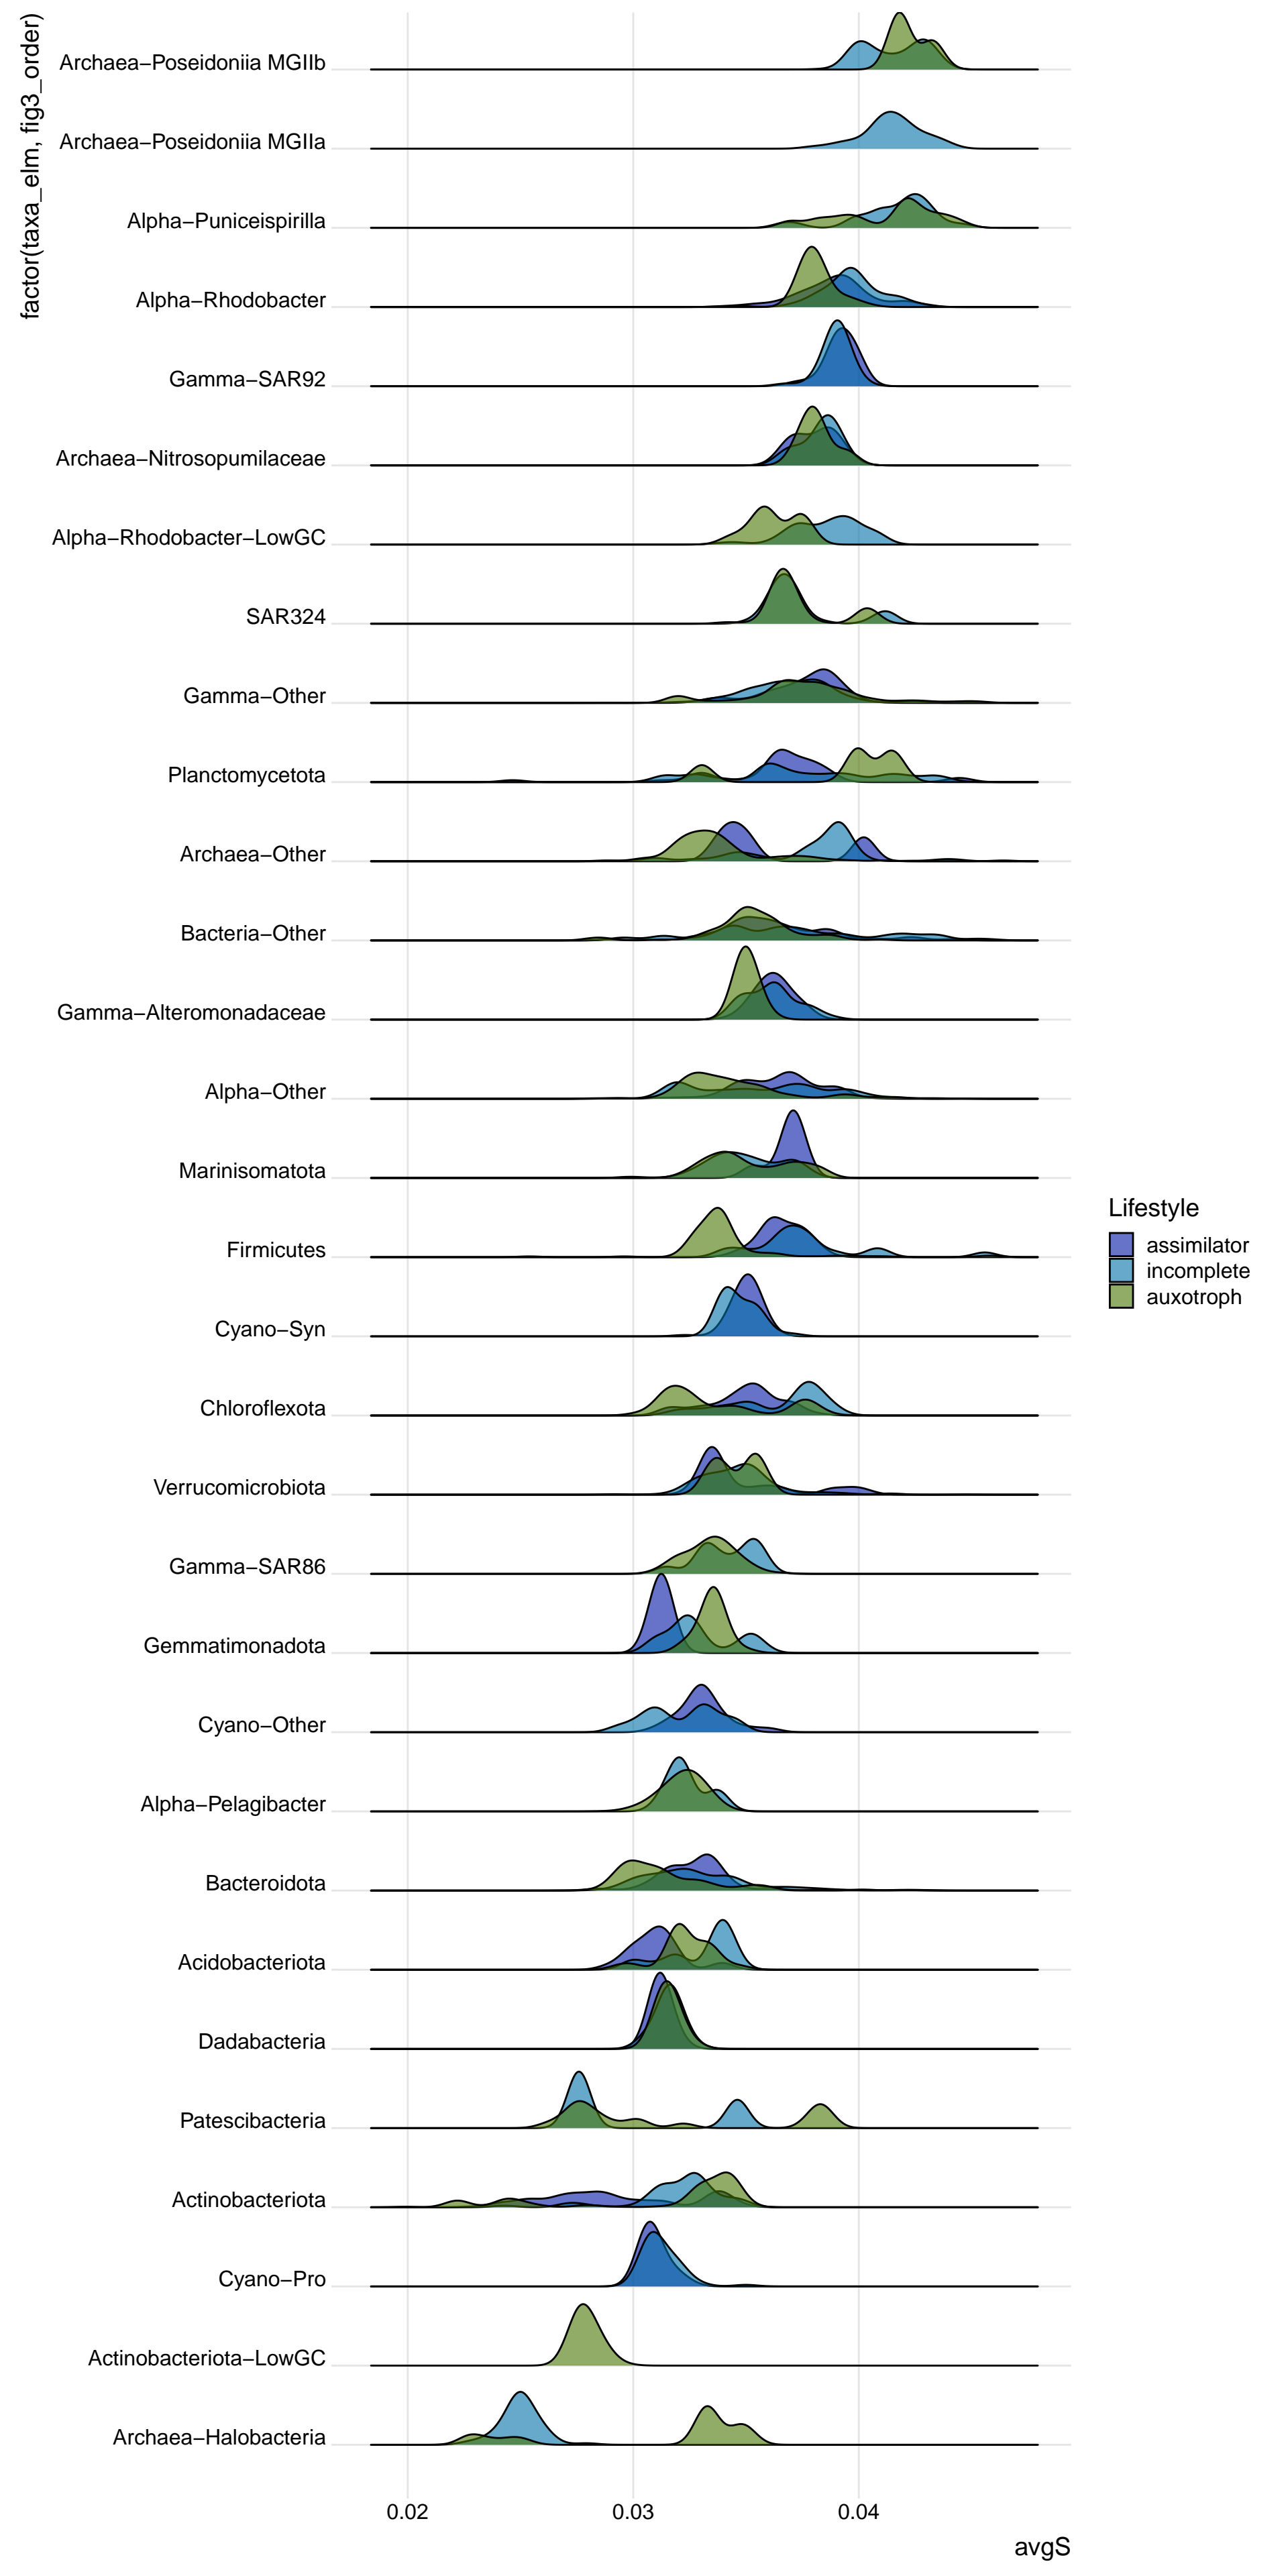 factor(taxa_elm, fig3_order)
Archaea−Poseidoniia MGIIb
Archaea−Poseidoniia MGIIa
Alpha−Puniceispirilla
Alpha−Rhodobacter
Gamma−SAR92
Archaea−Nitrosopumilaceae
Alpha−Rhodobacter−LowGC
SAR324
Gamma−Other
Planctomycetota
Archaea−Other
Bacteria−Other
Gamma−Alteromonadaceae
Alpha−Other
Marinisomatota
Firmicutes
Cyano−Syn
Chloroflexota
Verrucomicrobiota
Gamma−SAR86
Gemmatimonadota
Cyano−Other
Alpha−Pelagibacter
Bacteroidota
Acidobacteriota
Dadabacteria
Patescibacteria
Actinobacteriota
Cyano−Pro
Actinobacteriota−LowGC
Archaea−Halobacteria
0.02 0.03 0.04
avgS
Lifestyle
assimilator
incomplete
auxotroph